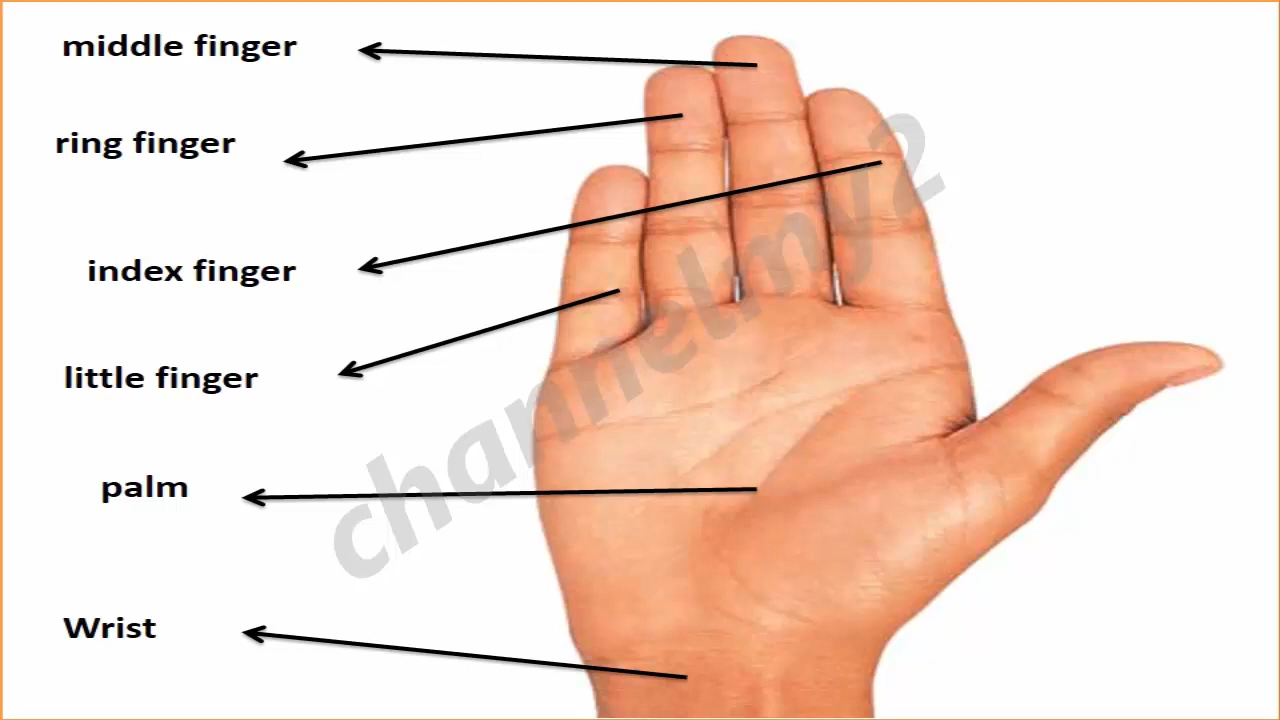 middle finger
ring finger
index finger
little finger
palm
Wrist
channelmy2